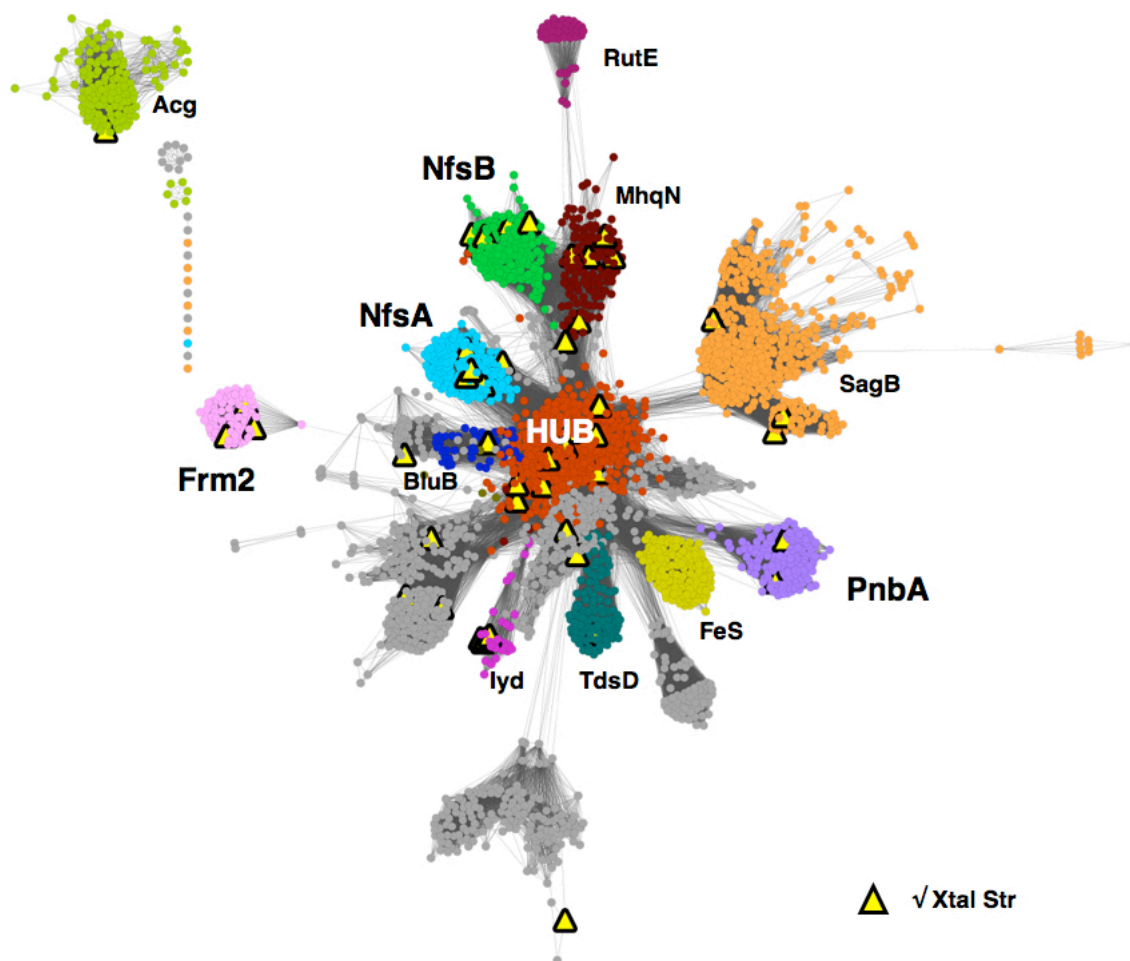 RutE
Acg
NfsB
MhqN
NfsA
SagB
HUB
Frm2
BluB
PnbA
FeS
Iyd
TdsD
√ Xtal Str